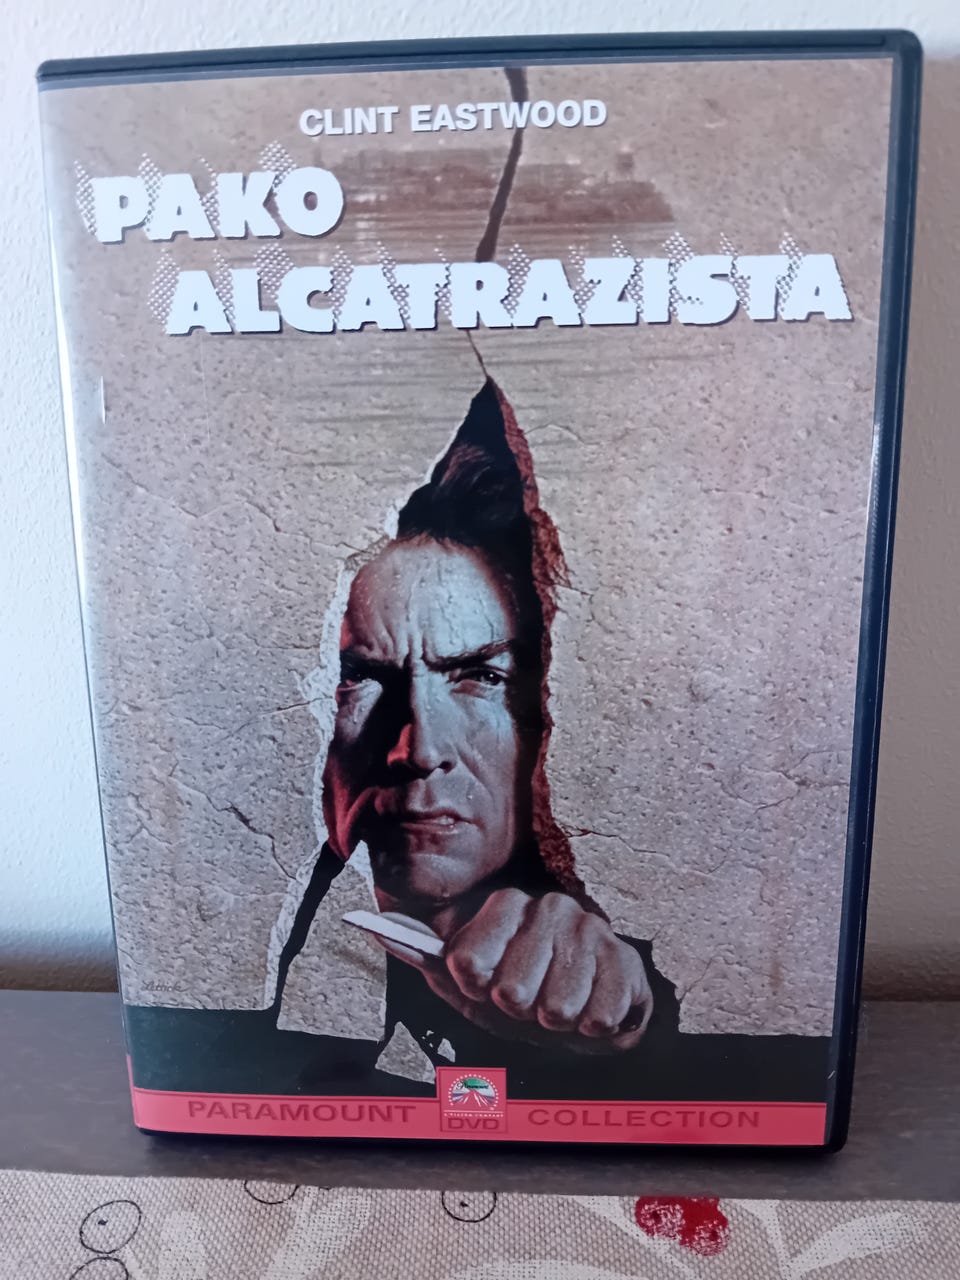 CLINT EASTWOOD
PAKO
ALCATRAZISTA
PARAMOUNT
DVD
COLLECTION